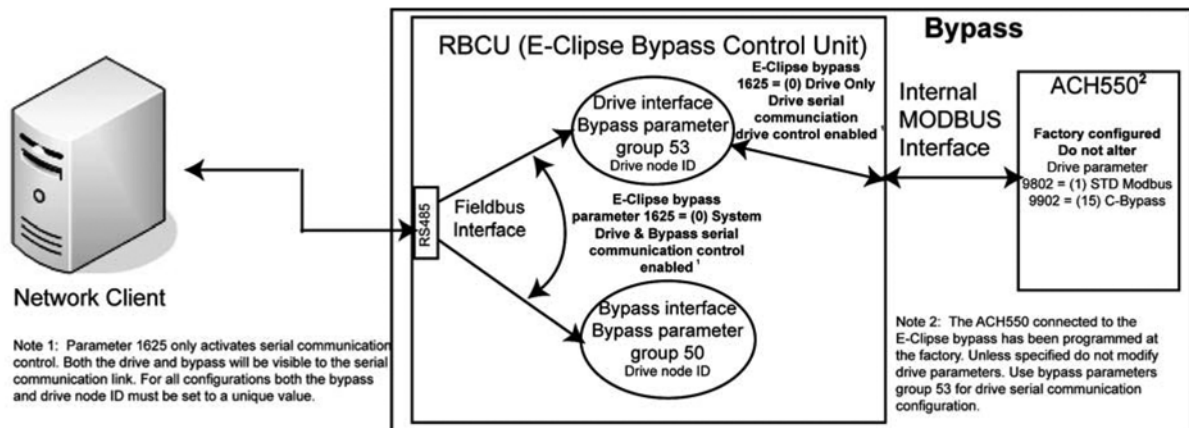 Bypass
RBCU (E-Clipse Bypass Control Unit)
E-Clipse bypass
1625 = (0) Drive Only
Drive serial
communciation
drive control enabled ¹
Drive interface
Bypass parameter
group 53
Drive node ID
Internal
MODBUS
Interface
ACH550²
Factory configured
Do not alter
Drive parameter
9802 = (1) STD Modbus
9902 = (15) C-Bypass
RS485
Fieldbus
Interface
E-Clipse bypass
parameter 1625 = (0) System
Drive & Bypass serial
communication control
enabled ¹
Bypass interface
Bypass parameter
group 50
Drive node ID
Network Client
Note 1: Parameter 1625 only activates serial communication
control. Both the drive and bypass will be visible to the serial
communication link. For all configurations both the bypass
and drive node ID must be set to a unique value.
Note 2: The ACH550 connected to the
E-Clipse bypass has been programmed at
the factory. Unless specified do not modify
drive parameters. Use bypass parameters
group 53 for drive serial communication
configuration.